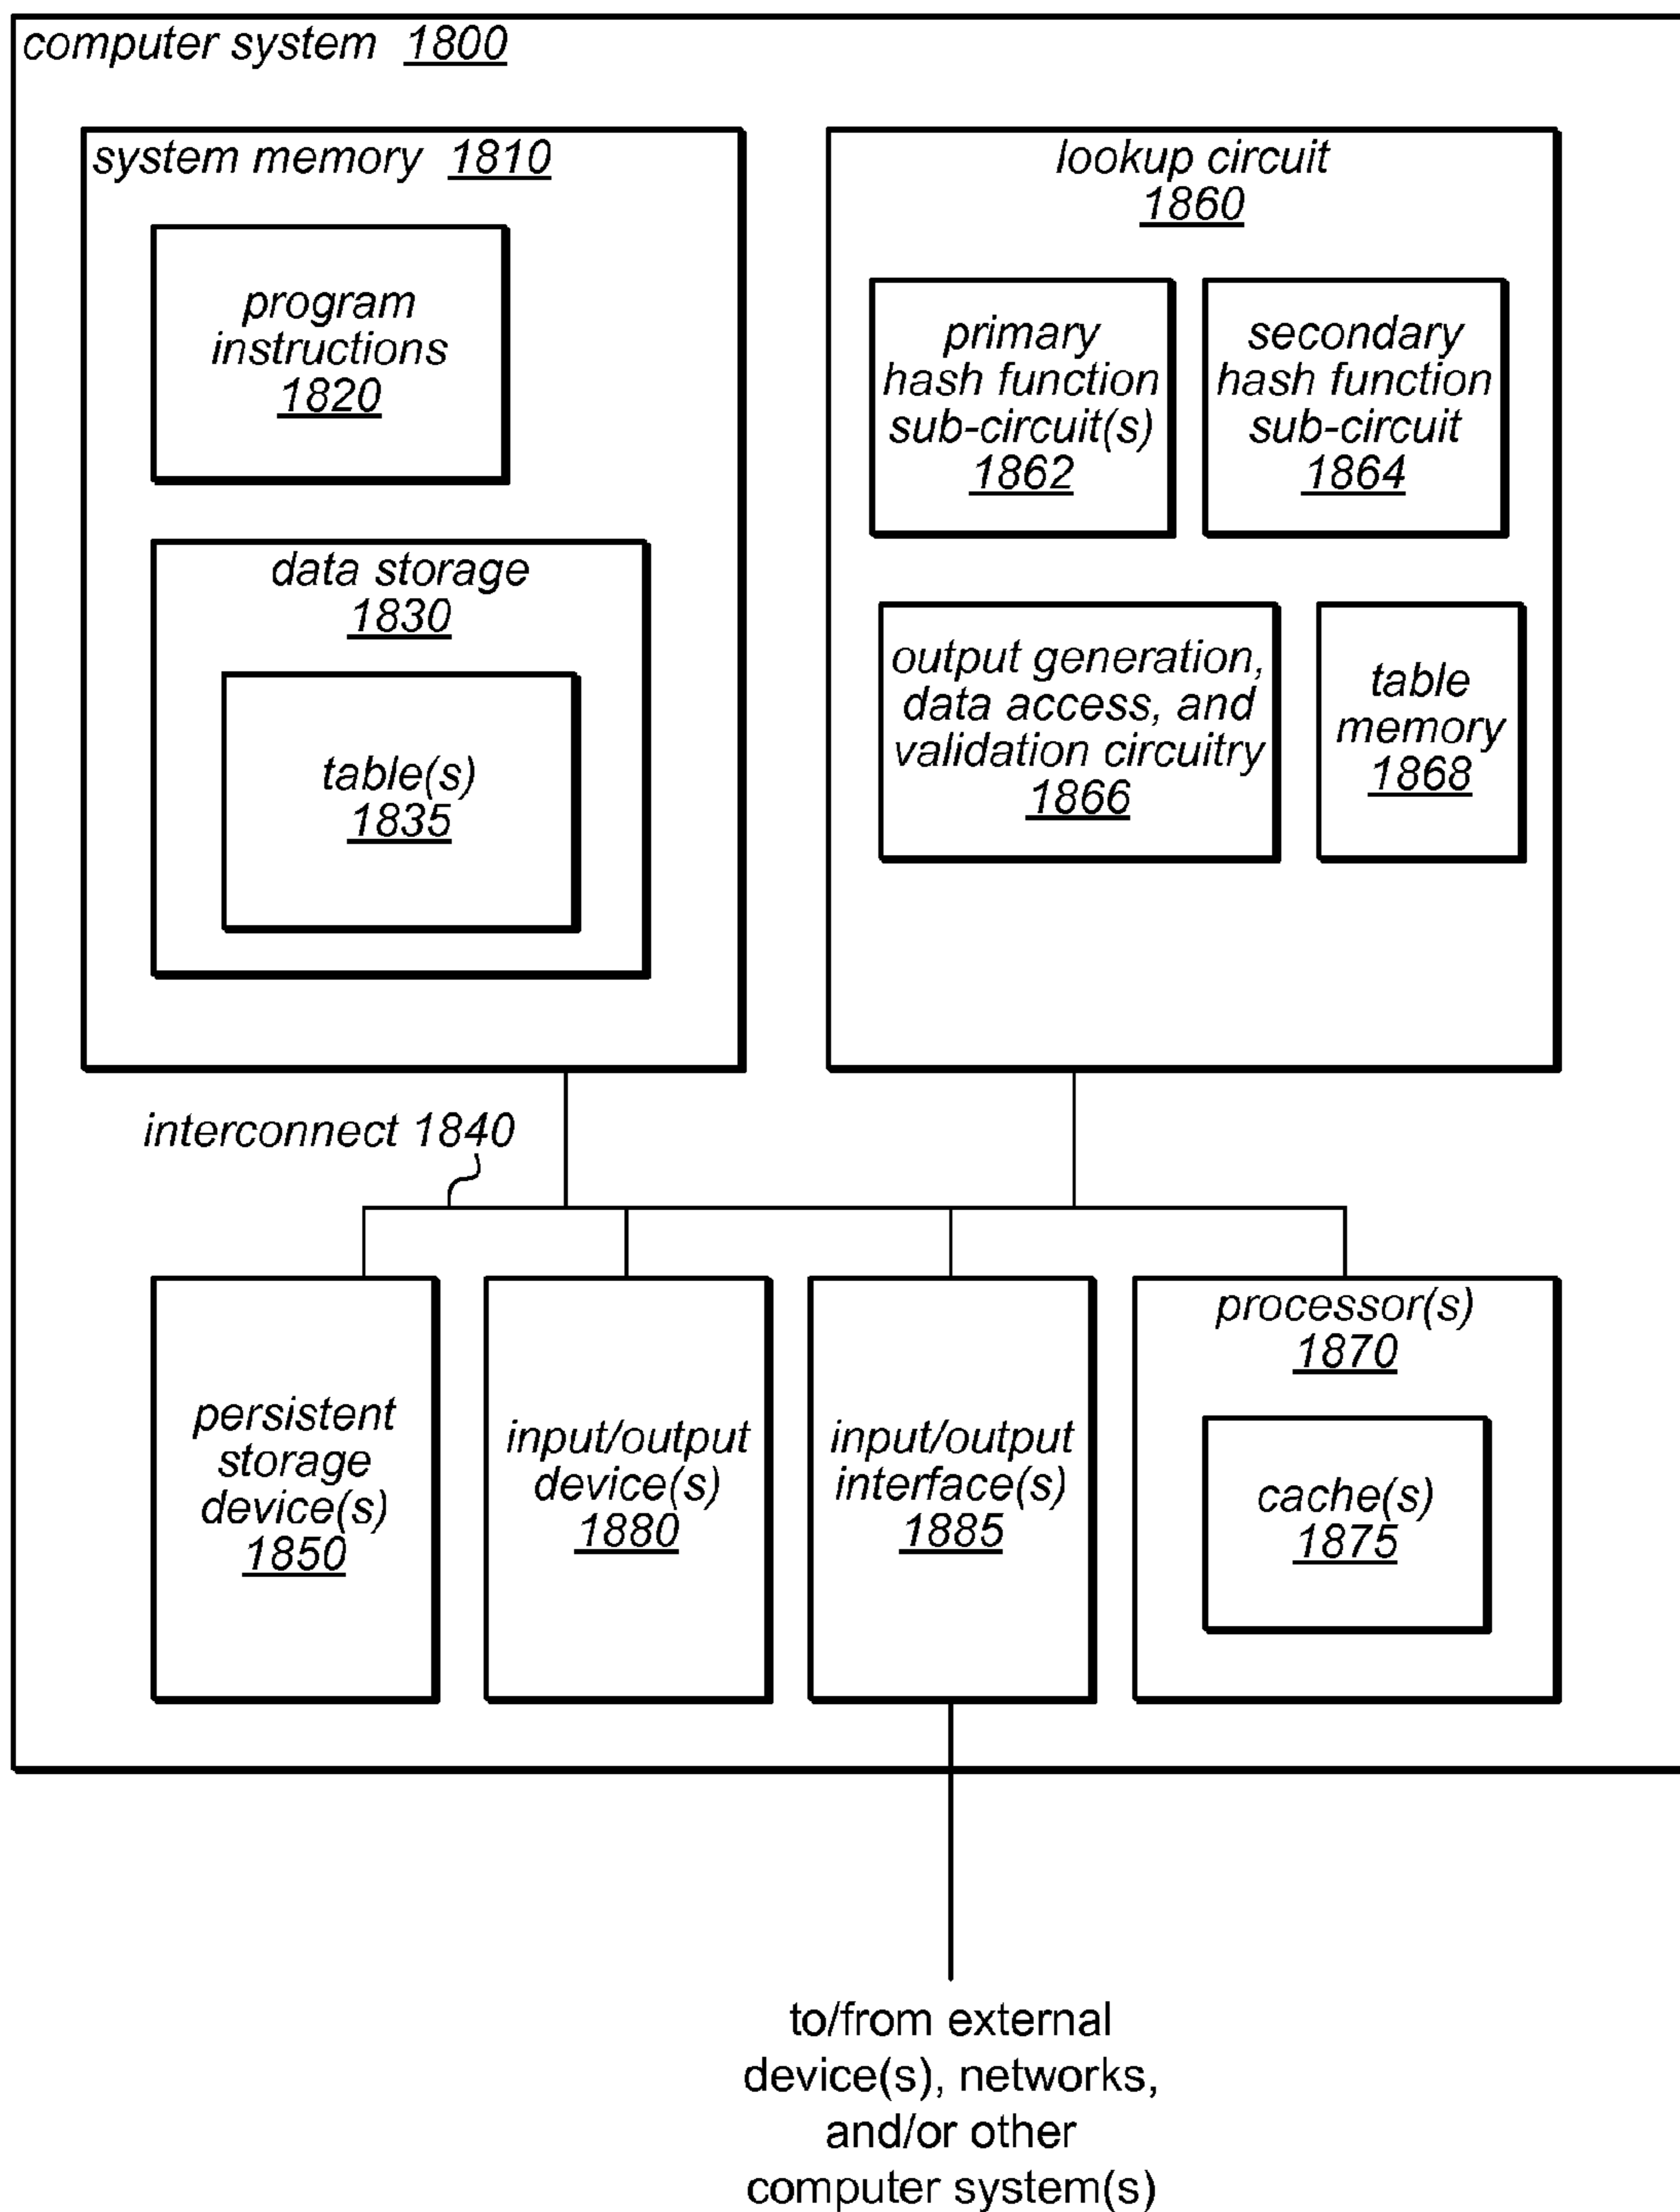 computer system 1800
system memory 1810
program
instructions
1820
data storage
1830
table(s)
1835
lookup circuit
1860
primary
hash function
sub-circuit(s)
1862
secondary
hash function
sub-circuit
1864
output generation,
data access, and
validation circuitry
1866
table
memory
1868
interconnect 1840
persistent
storage
device(s)
1850
input/output
device(s)
1880
input/output
interface(s)
1885
processor(s)
1870
cache(s)
1875
to/from external
device(s), networks,
and/or other
computer system(s)